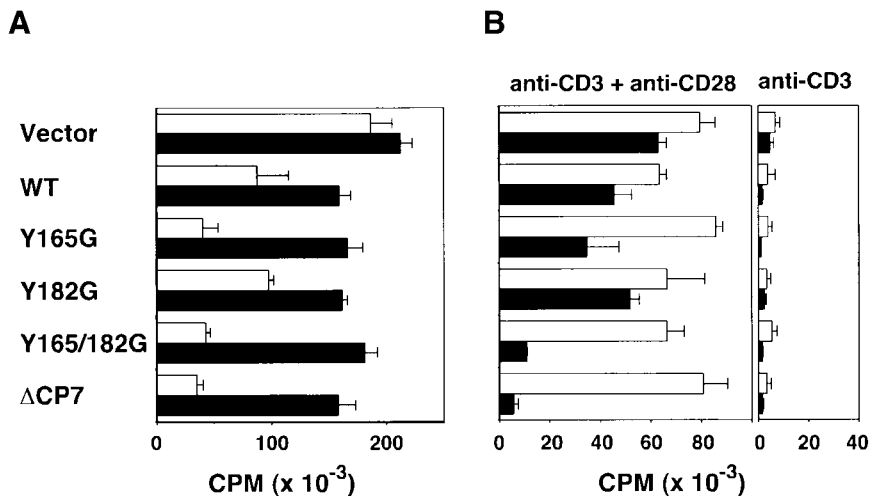 A
B
anti-CD3 + anti-CD28
anti-CD3
Vector
WT
Y165G
Y182G
Y165/182G
ΔCP7
0 100 200
0 20 40 60 80
0 40
CPM (x 10⁻³)
CPM (x 10⁻³)